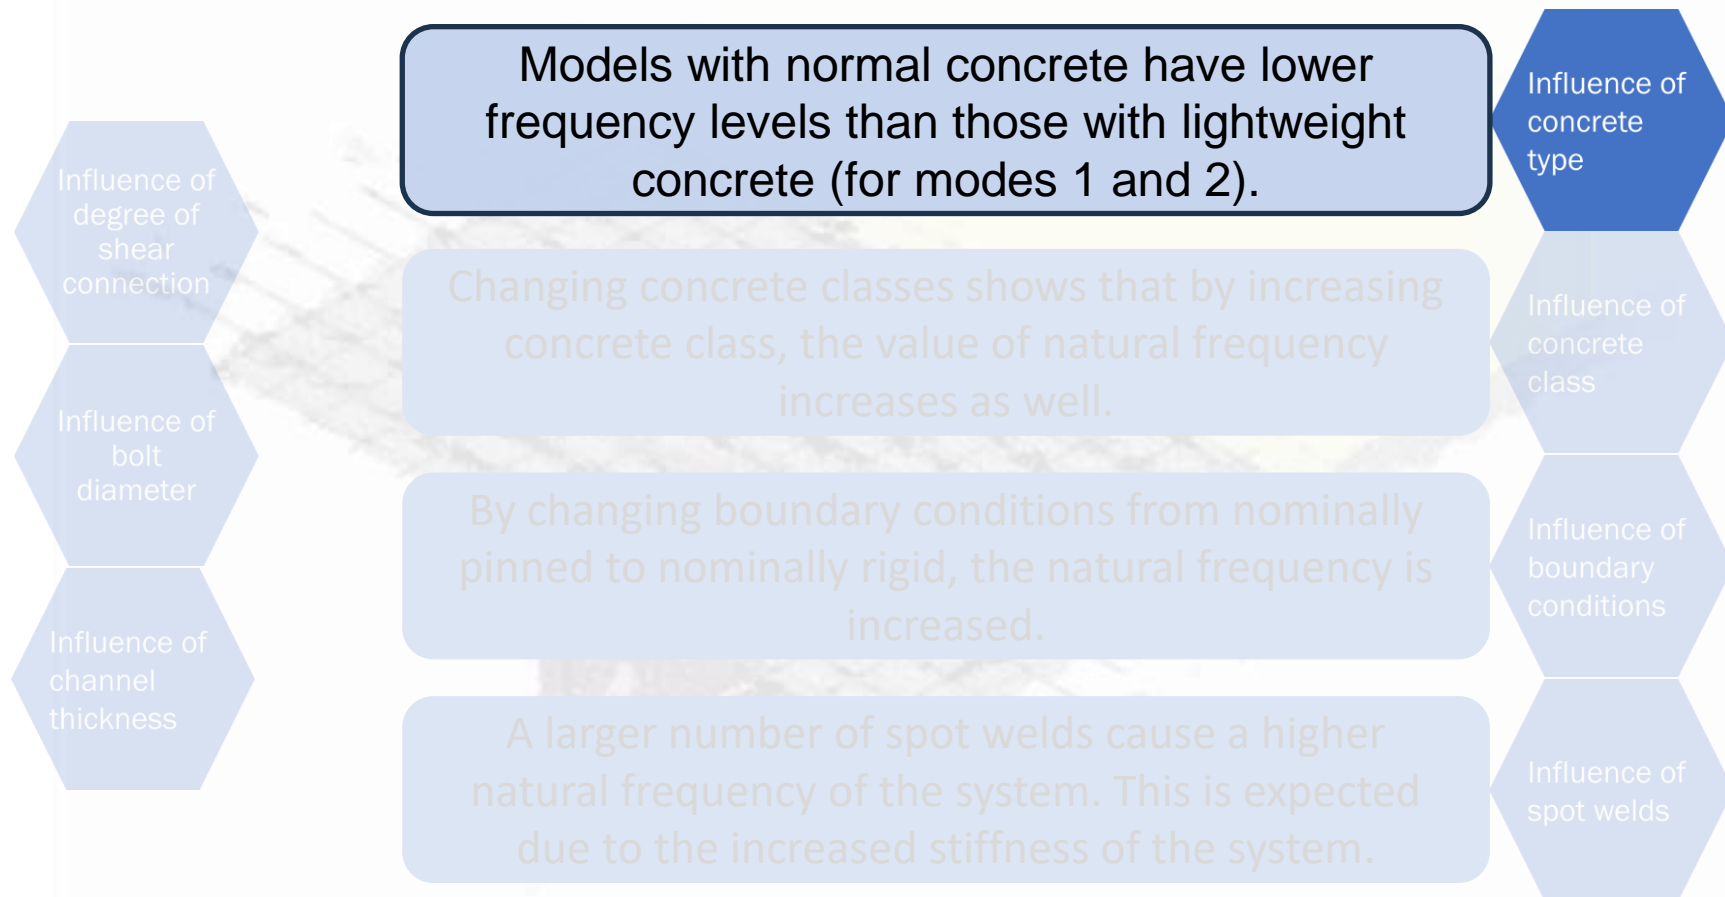 Models with normal concrete have lower
frequency levels than those with lightweight
concrete (for modes 1 and 2).
Influence of
concrete
type
Changing concrete classes shows that by increasing
concrete class, the value of natural frequency
increases as well.
Influence of
concrete
class
By changing boundary conditions from nominally
pinned to nominally rigid, the natural frequency is
increased.
Influence of
boundary
conditions
A larger number of spot welds cause a higher
natural frequency of the system. This is expected
due to the increased stiffness of the system.
Influence of
spot welds
Influence of
degree of
shear
connection
Influence of
bolt
diameter
Influence of
channel
thickness